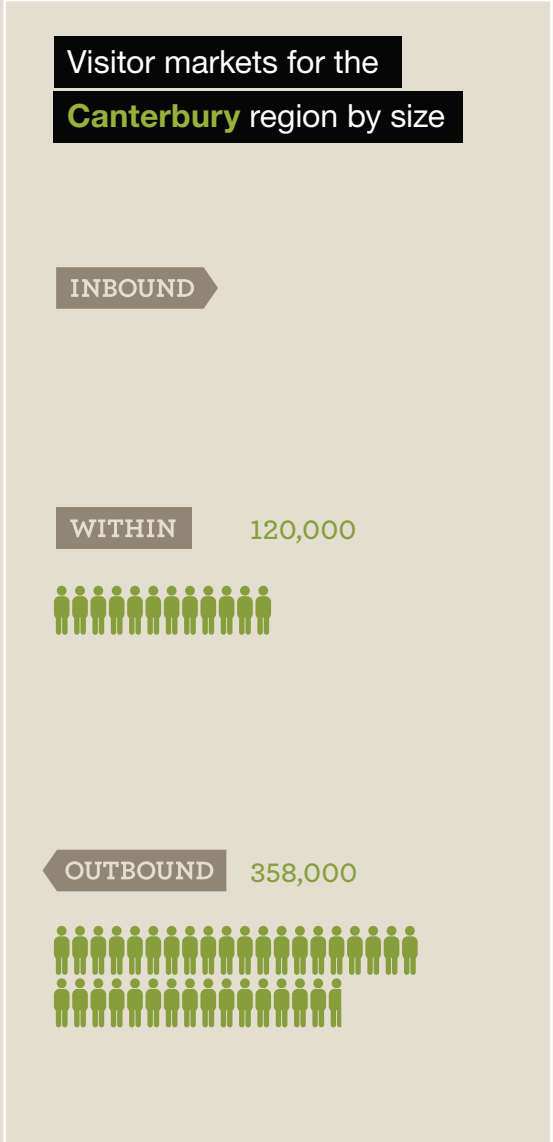 Visitor markets for the
Canterbury region by size
INBOUND
WITHIN 120,000
OUTBOUND 358,000